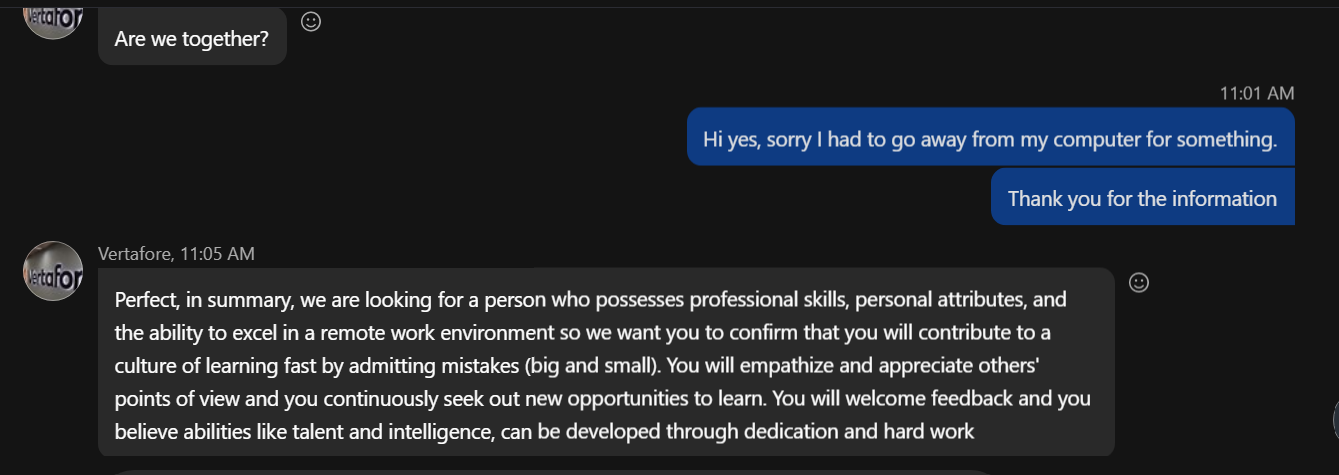 Are we together?
11:01 AM
Hi yes, sorry I had to go away from my computer for something.
Thank you for the information
Vertafore, 11:05 AM
Perfect, in summary, we are looking for a person who possesses professional skills, personal attributes, and
the ability to excel in a remote work environment so we want you to confirm that you will contribute to a
culture of learning fast by admitting mistakes (big and small). You will empathize and appreciate others'
points of view and you continuously seek out new opportunities to learn. You will welcome feedback and you
believe abilities like talent and intelligence, can be developed through dedication and hard work